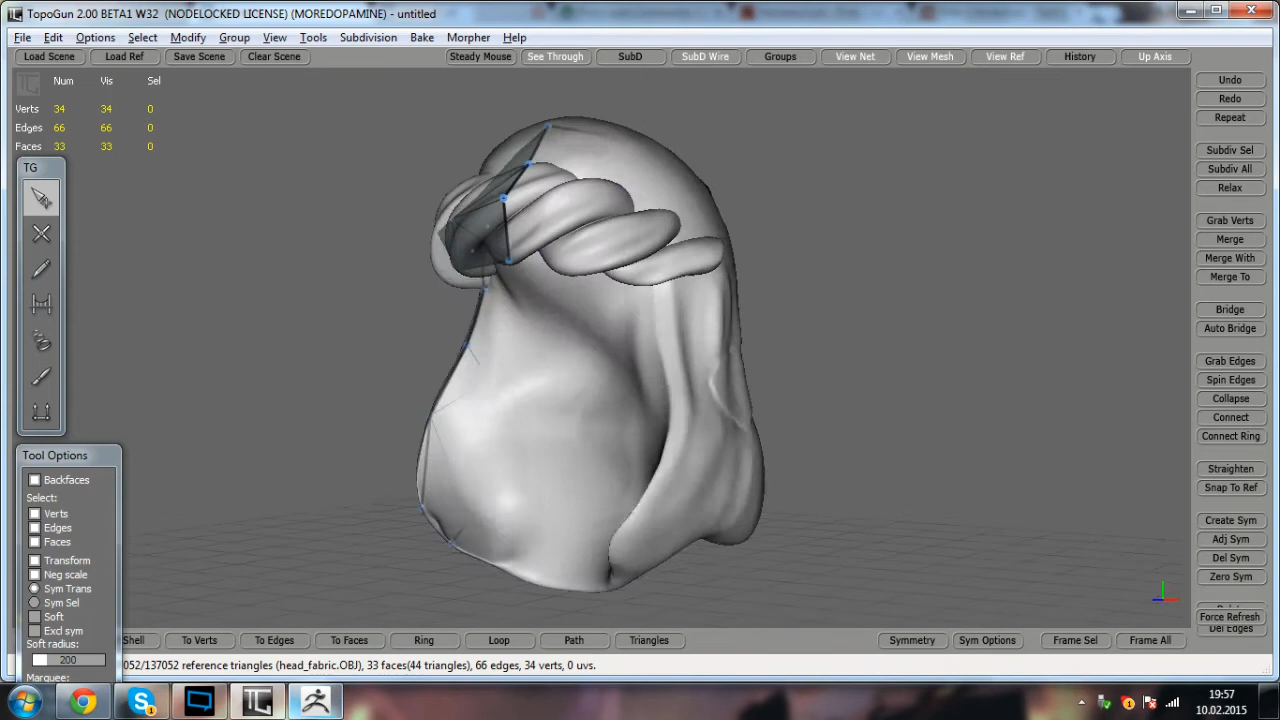 TopoGun 2.00 BETA1 W32 (NODELOCKED LICENSE) (MOREDOPAMINE) - untitled
File Edit Options Select Modify Group View Tools Subdivision Bake Morpher Help
Load Scene Load Ref Save Scene Clear Scene Steady Mouse See Through SubD SubD Wire Groups View Net View Mesh View Ref History Up Axis
Num Vis Sel
Verts 34 34 0
Edges 66 66 0
Faces 33 33 0
TG
Tool Options
Backfaces
Select:
Verts
Edges
Faces
Transform
Neg scale
Sym Trans
Sym Sel
Soft
Excl sym
Soft radius:
200
Marquee:
Undo
Redo
Repeat
Subdiv Sel
Subdiv All
Relax
Grab Verts
Merge
Merge With
Merge To
Bridge
Auto Bridge
Grab Edges
Spin Edges
Collapse
Connect
Connect Ring
Straighten
Snap To Ref
Create Sym
Adj Sym
Del Sym
Zero Sym
Force Refresh
Del Edges
Shell To Verts To Edges To Faces Ring Loop Path Triangles Symmetry Sym Options Frame Sel Frame All
052/137052 reference triangles (head_fabric.OBJ), 33 faces(44 triangles), 66 edges, 34 verts, 0 uvs.
19:57
10.02.2015